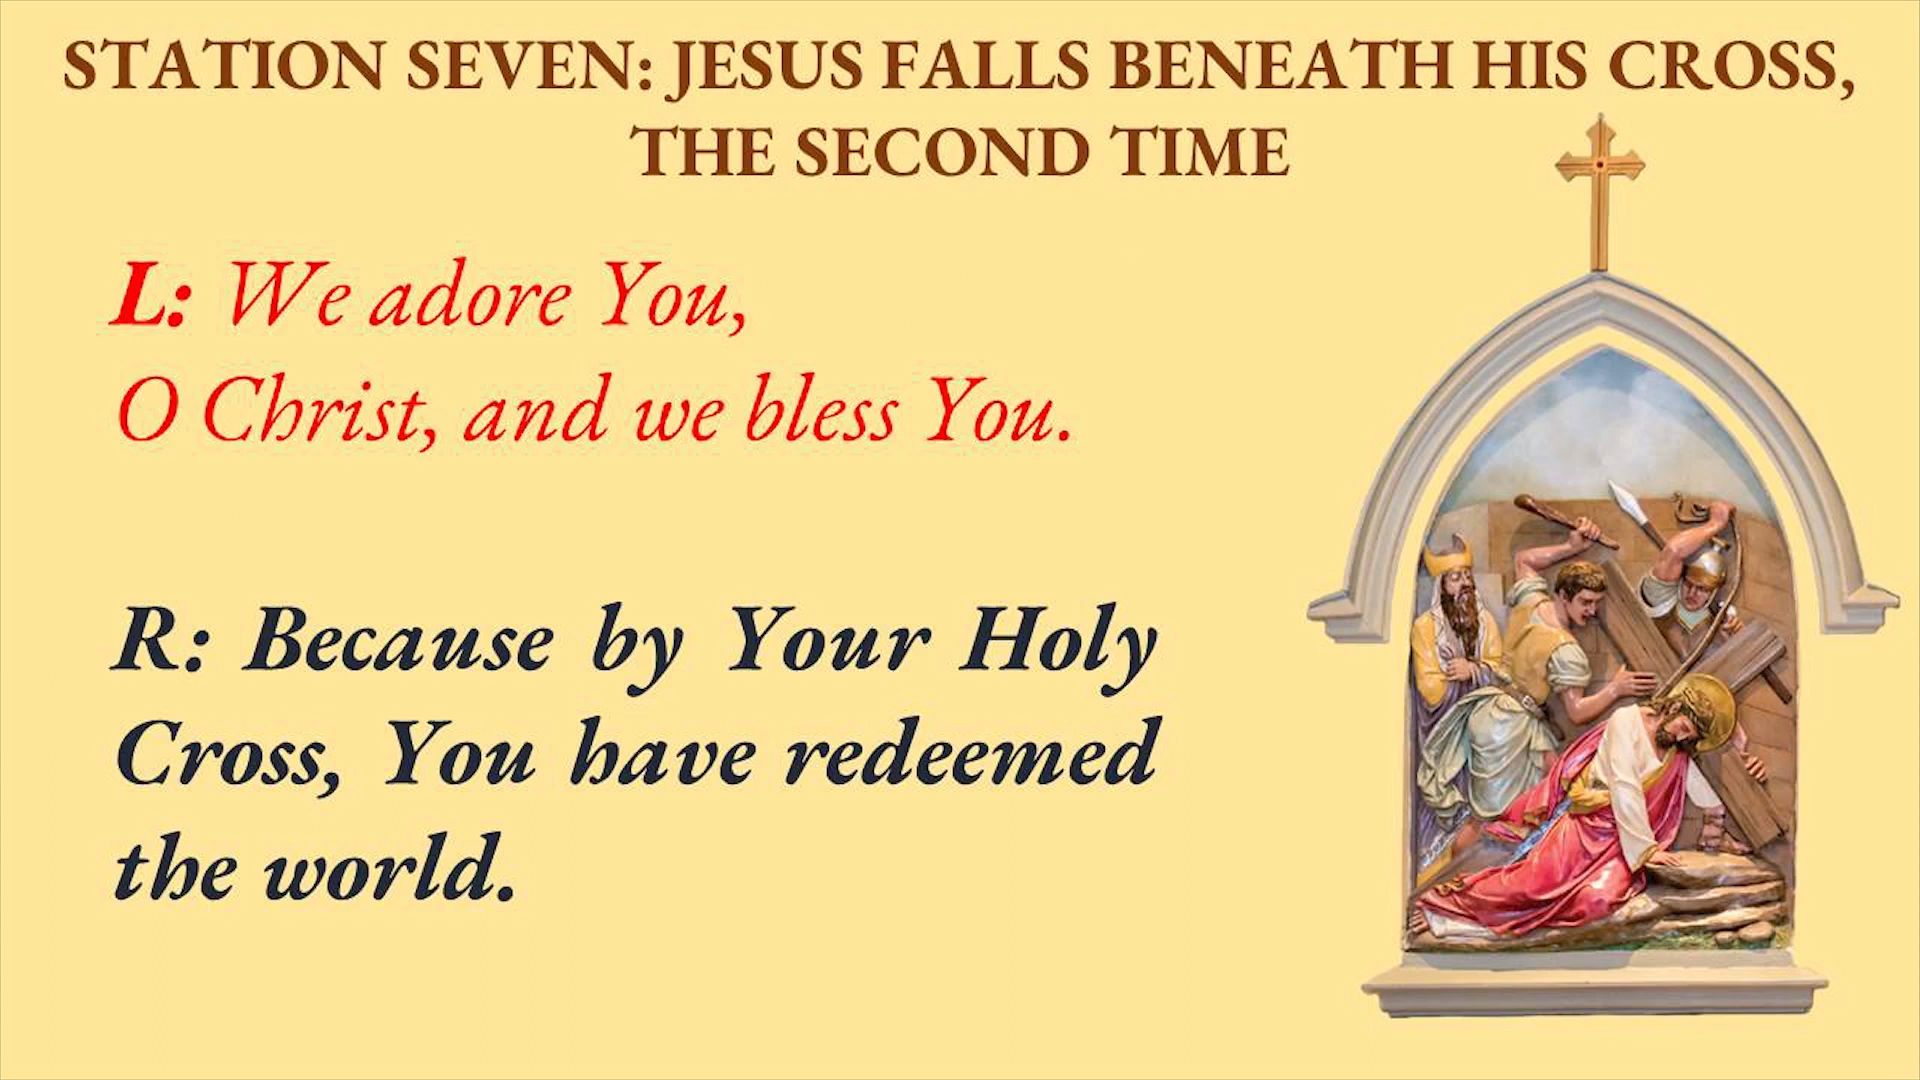 STATION SEVEN: JESUS FALLS BENEATH HIS CROSS,
THE SECOND TIME
L: We adore You,
O Christ, and we bless You.
R: Because by Your Holy
Cross, You have redeemed
the world.